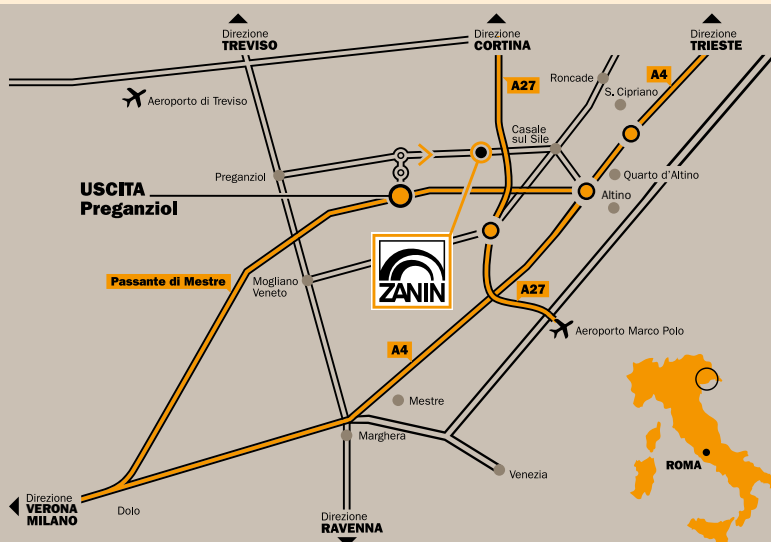 Direzione
TREVISO
Direzione
CORTINA
Direzione
TRIESTE
A27
A4
Roncade
S. Cipriano
Aeroporto di Treviso
Casale
sul Sile
Preganziol
Quarto d'Altino
USCITA
Preganziol
Altino
Passante di Mestre
Mogliano
Veneto
ZANIN
A27
Aeroporto Marco Polo
A4
Mestre
Marghera
ROMA
Venezia
Direzione
VERONA
MILANO
Dolo
Direzione
RAVENNA